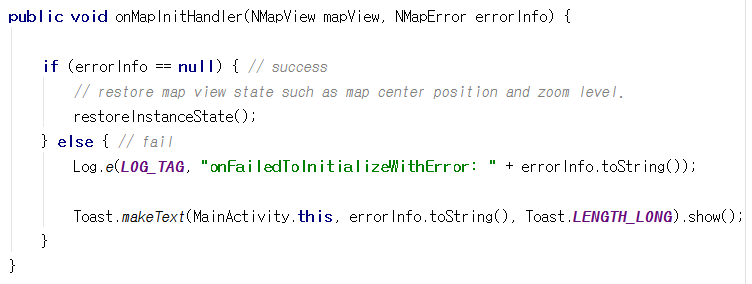 public void onMapInitHandler(NMapView mapView, NMapError errorInfo) {
if (errorInfo == null) { // success
// restore map view state such as map center position and zoom level.
restoreInstanceState();
} else { // fail
Log.e(LOG_TAG, "onFailedToInitializeWithError: " + errorInfo.toString());
Toast.makeText(MainActivity.this, errorInfo.toString(), Toast.LENGTH_LONG).show();
}
}